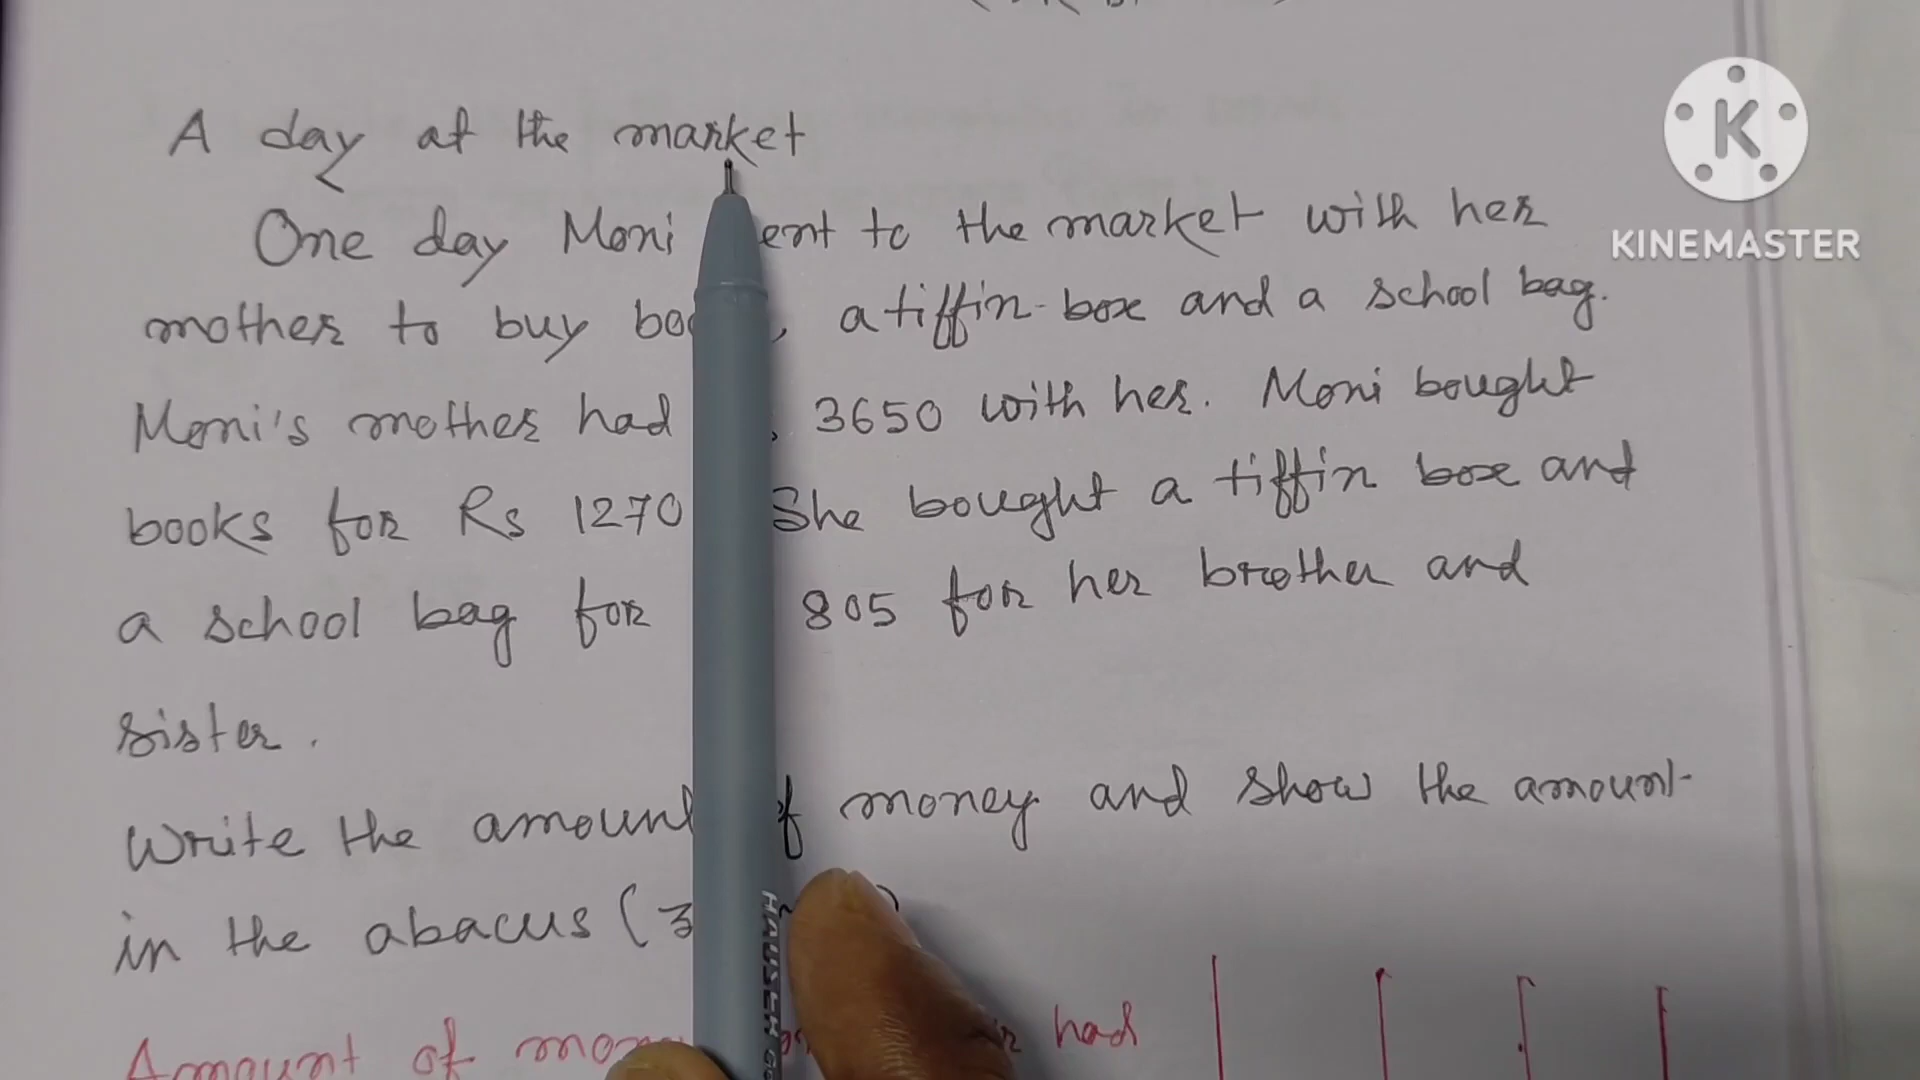 A day at the market
One day Moni ent to the market with her
mother to buy bo , a tiffin-box and a school bag.
Moni's mother had 3650 with her. Moni bought
books for Rs 1270 She bought a tiffin box and
a school bag for 805 for her brother and
sister.
Write the amount of money and show the amount
in the abacus (
Amount of had
K
KINEMASTER
HAUSER